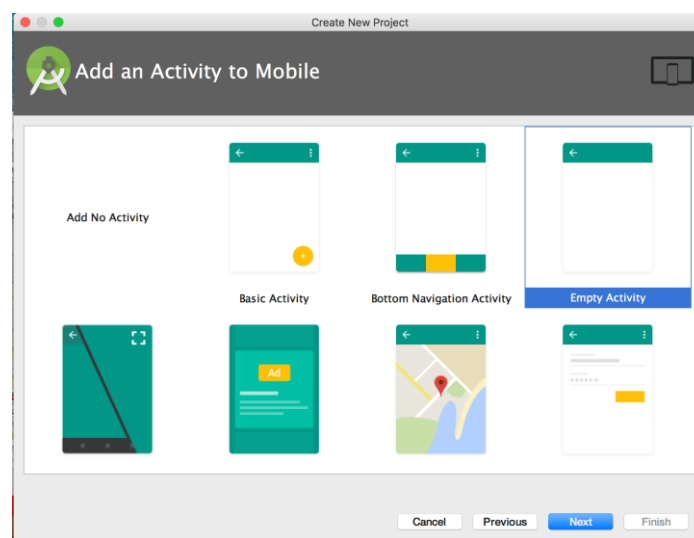 Create New Project
Add an Activity to Mobile
Add No Activity
Basic Activity
Bottom Navigation Activity
Empty Activity
Ad
Cancel
Previous
Next
Finish